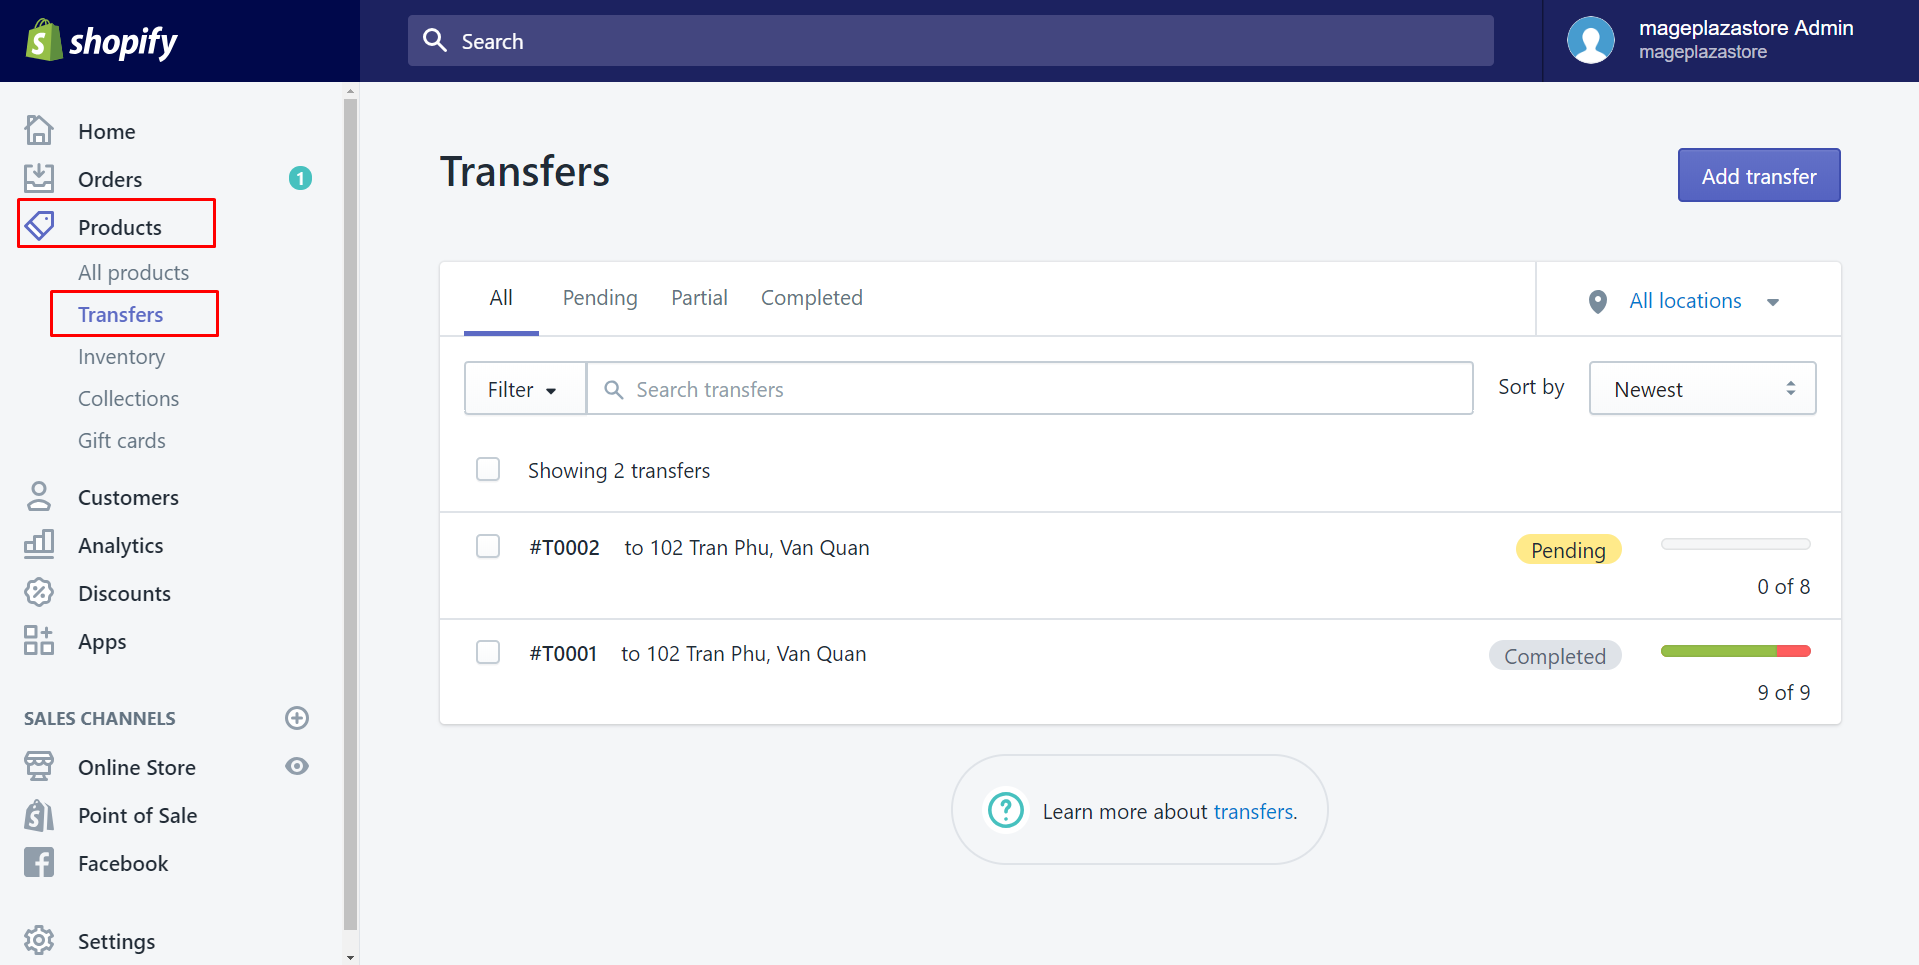 shopify
Search
mageplazastore Admin
mageplazastore
Home
Orders
1
Products
All products
Transfers
Inventory
Collections
Gift cards
Customers
Analytics
Discounts
Apps
SALES CHANNELS
Online Store
Point of Sale
Facebook
Settings
Transfers
Add transfer
All
Pending
Partial
Completed
All locations
Filter
Search transfers
Sort by
Newest
Showing 2 transfers
#T0002 to 102 Tran Phu, Van Quan
Pending
0 of 8
#T0001 to 102 Tran Phu, Van Quan
Completed
9 of 9
Learn more about transfers.